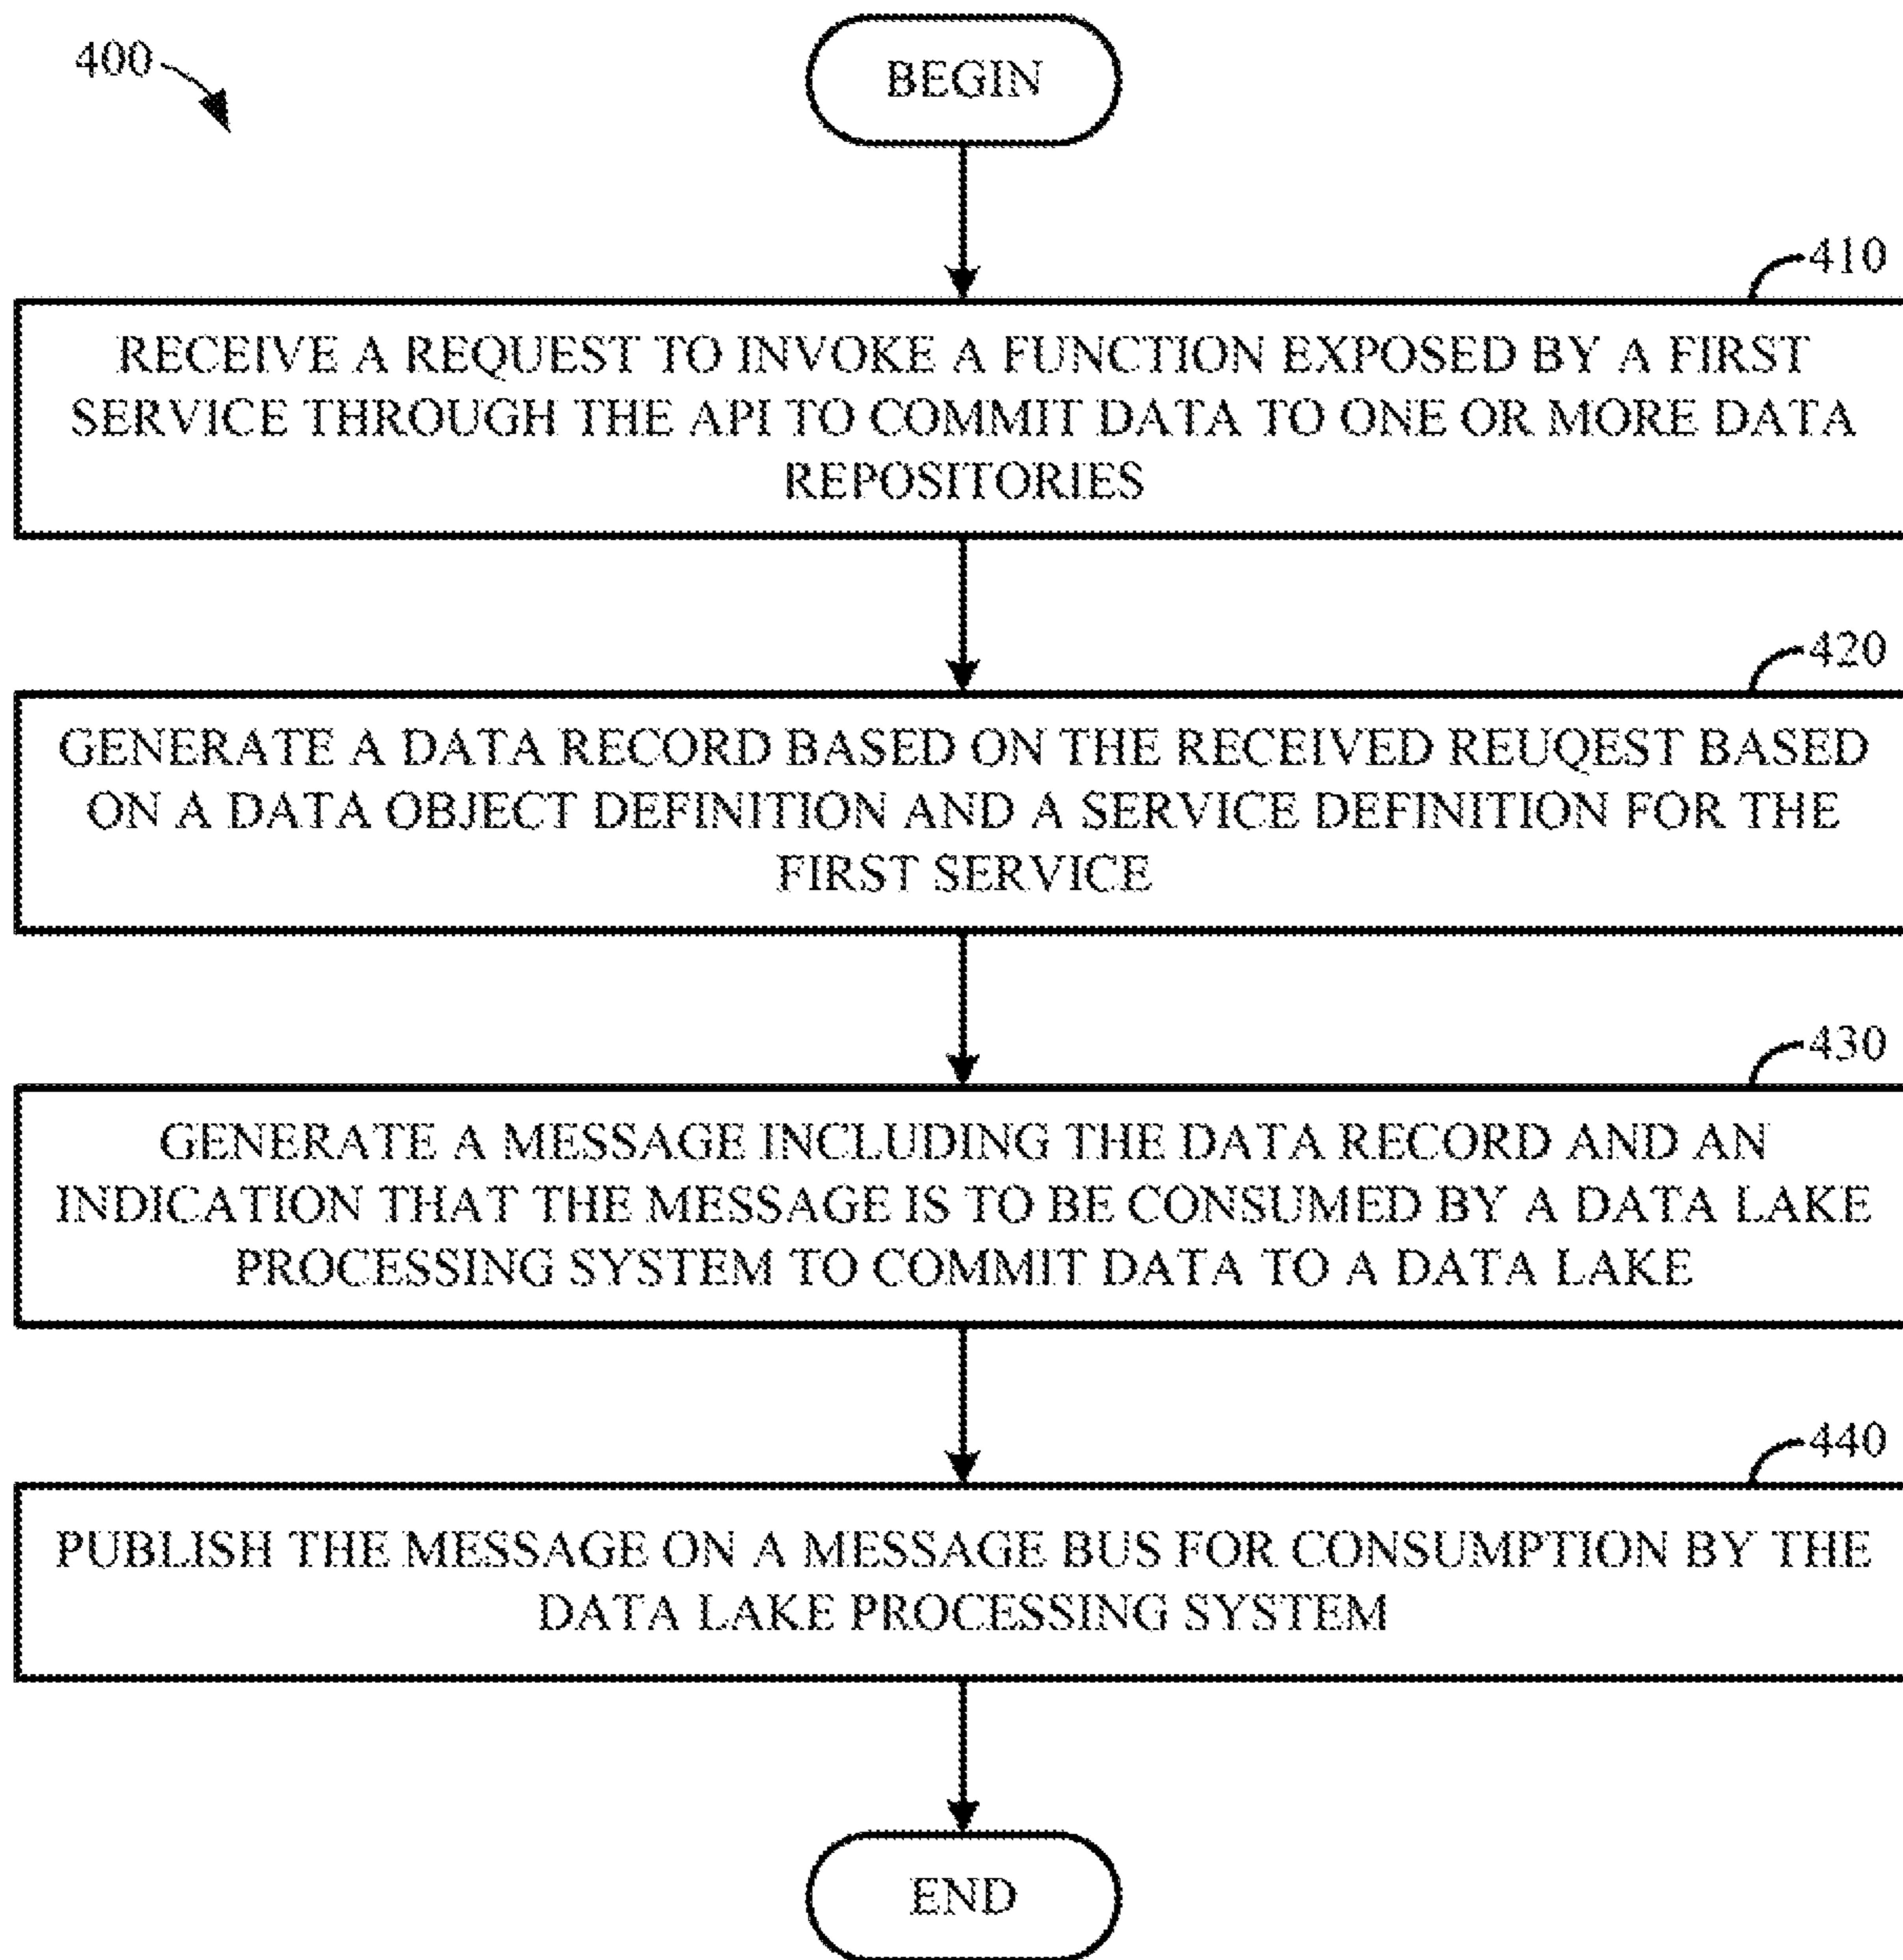 400
BEGIN
410
RECEIVE A REQUEST TO INVOKE A FUNCTION EXPOSED BY A FIRST
SERVICE THROUGH THE API TO COMMIT DATA TO ONE OR MORE DATA
REPOSITORIES
420
GENERATE A DATA RECORD BASED ON THE RECEIVED REUQEST BASED
ON A DATA OBJECT DEFINITION AND A SERVICE DEFINITION FOR THE
FIRST SERVICE
430
GENERATE A MESSAGE INCLUDING THE DATA RECORD AND AN
INDICATION THAT THE MESSAGE IS TO BE CONSUMED BY A DATA LAKE
PROCESSING SYSTEM TO COMMIT DATA TO A DATA LAKE
440
PUBLISH THE MESSAGE ON A MESSAGE BUS FOR CONSUMPTION BY THE
DATA LAKE PROCESSING SYSTEM
END